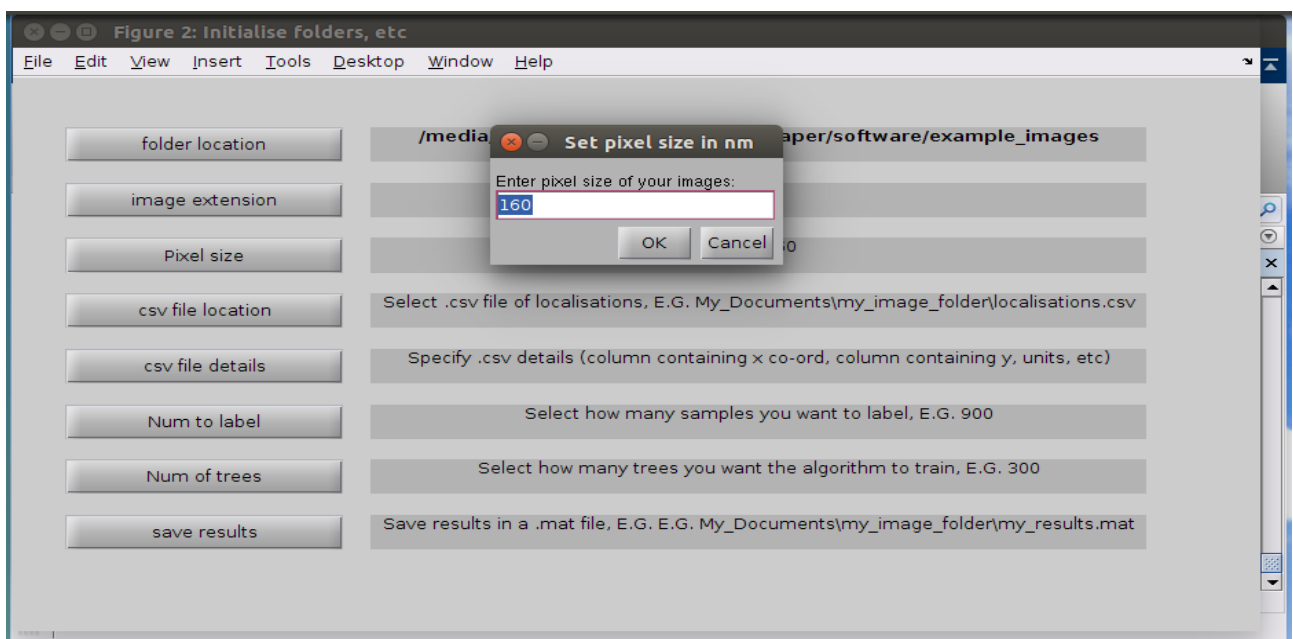 Figure 2: Initialise folders, etc
File Edit View Insert Tools Desktop Window Help
folder location
/media
aper/software/example_images
Set pixel size in nm
Enter pixel size of your images:
160
OK Cancel
image extension
Pixel size
csv file location
Select .csv file of localisations, E.G. My_Documents\my_image_folder\localisations.csv
csv file details
Specify .csv details (column containing x co-ord, column containing y, units, etc)
Num to label
Select how many samples you want to label, E.G. 900
Num of trees
Select how many trees you want the algorithm to train, E.G. 300
save results
Save results in a .mat file, E.G. E.G. My_Documents\my_image_folder\my_results.mat